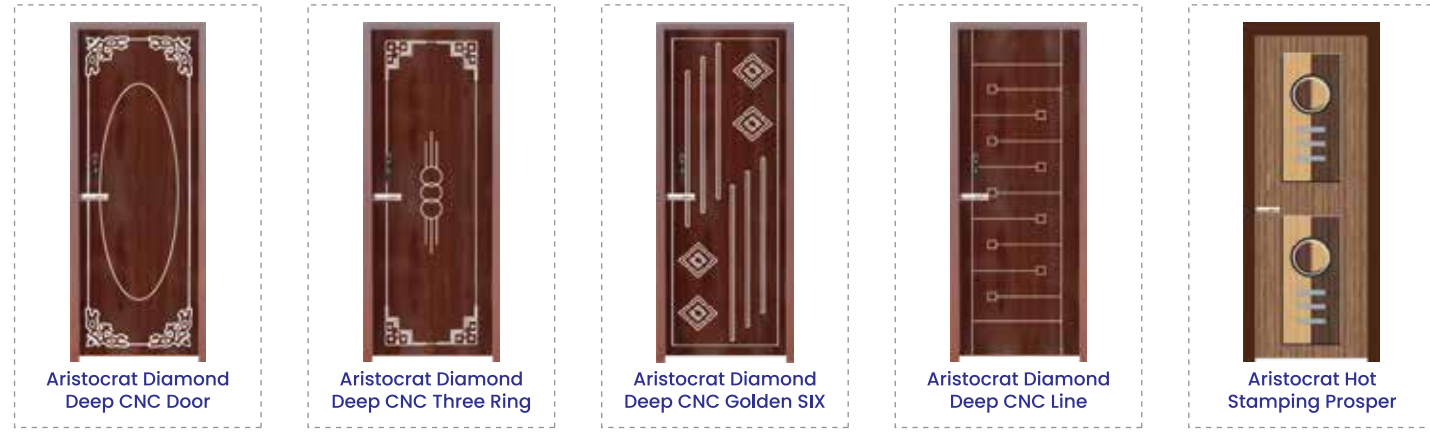 Aristocrat Diamond
Deep CNC Door
Aristocrat Diamond
Deep CNC Three Ring
Aristocrat Diamond
Deep CNC Golden SIX
Aristocrat Diamond
Deep CNC Line
Aristocrat Hot
Stamping Prosper